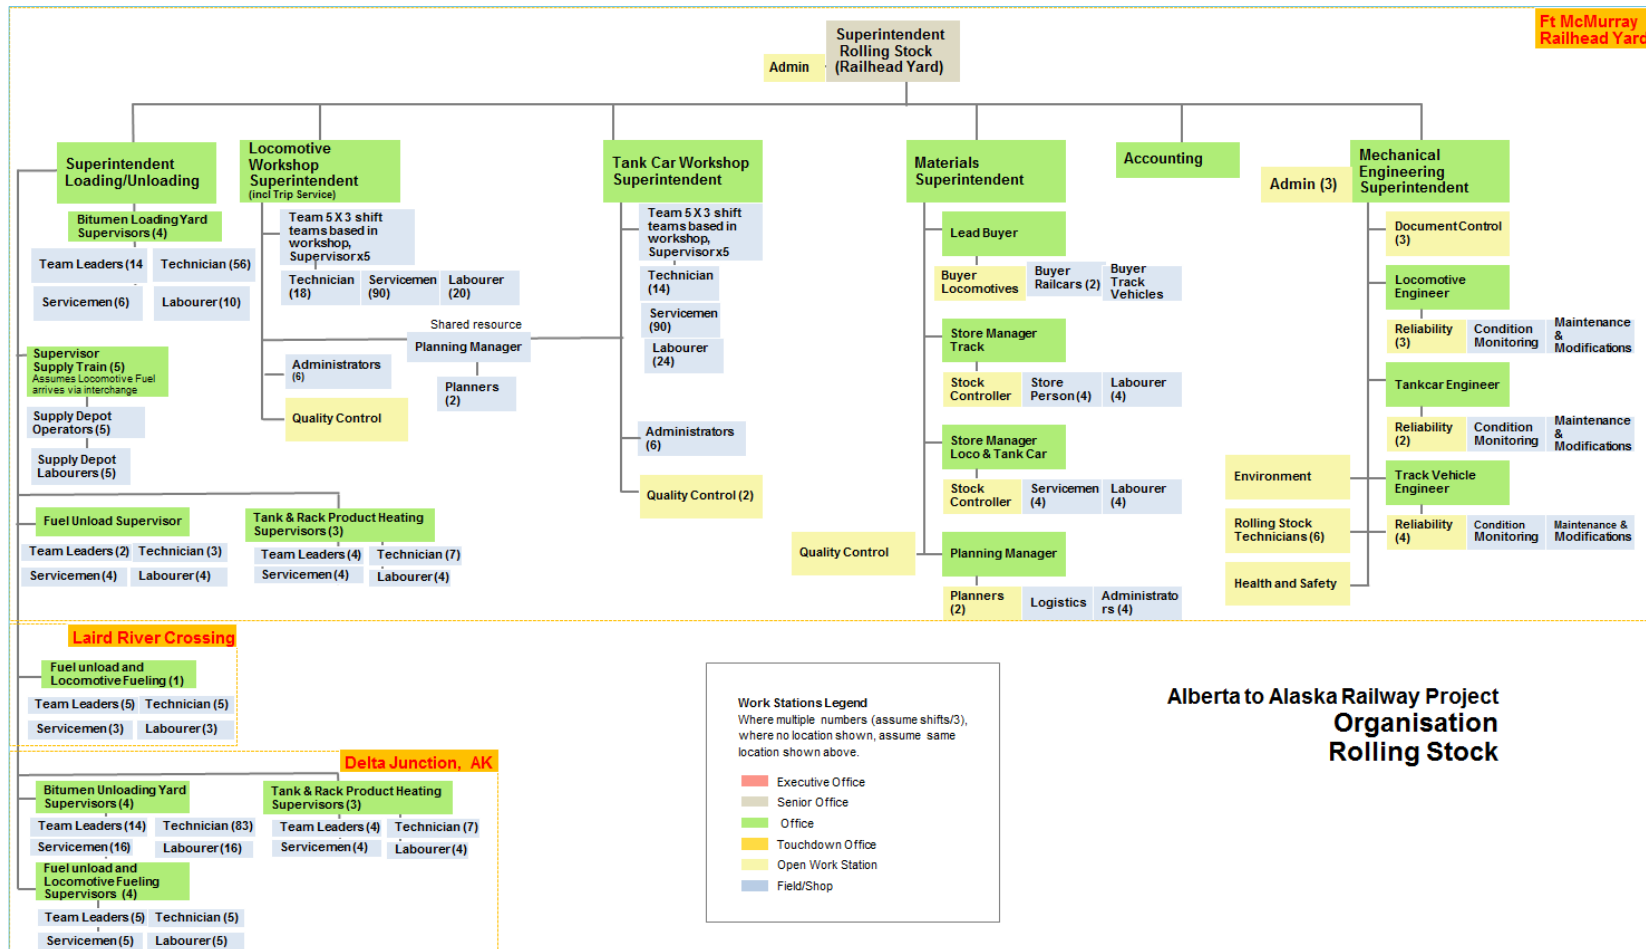 Ft McMurray
Railhead Yard
Superintendent
Rolling Stock
(Railhead Yard)
Admin
Superintendent
Loading/Unloading
Locomotive
Workshop
Superintendent
(incl Trip Service)
Tank Car Workshop
Superintendent
Materials
Superintendent
Accounting
Mechanical
Engineering
Superintendent
Admin (3)
Bitumen Loading Yard
Supervisors (4)
Team Leaders (14
Technician (56)
Servicemen (6)
Labourer (10)
Supervisor
Supply Train (5)
Assumes Locomotive Fuel
arrives via interchange
Supply Depot
Operators (5)
Supply Depot
Labourers (5)
Fuel Unload Supervisor
Team Leaders (2)
Technician (3)
Servicemen (4)
Labourer (4)
Tank & Rack Product Heating
Supervisors (3)
Team Leaders (4)
Technician (7)
Servicemen (4)
Labourer (4)
Team 5 X 3 shift
teams based in
workshop,
Supervisor x5
Technician
(18)
Servicemen
(90)
Labourer
(20)
Shared resource
Planning Manager
Planners
(2)
Administrators
(6)
Quality Control
Team 5 X 3 shift
teams based in
workshop,
Supervisor x5
Technician
(14)
Servicemen
(90)
Labourer
(24)
Administrators
(6)
Quality Control (2)
Lead Buyer
Buyer
Locomotives
Buyer
Railcars (2)
Buyer
Track
Vehicles
Store Manager
Track
Stock
Controller
Store
Person (4)
Labourer
(4)
Store Manager
Loco & Tank Car
Stock
Controller
Servicemen
(4)
Labourer
(4)
Quality Control
Planning Manager
Planners
(2)
Logistics
Administrato
rs (4)
Document Control
(3)
Locomotive
Engineer
Reliability
(3)
Condition
Monitoring
Maintenance
&
Modifications
Tankcar Engineer
Reliability
(2)
Condition
Monitoring
Maintenance
&
Modifications
Environment
Track Vehicle
Engineer
Rolling Stock
Technicians (6)
Reliability
(4)
Condition
Monitoring
Maintenance &
Modifications
Health and Safety
Laird River Crossing
Fuel unload and
Locomotive Fueling (1)
Team Leaders (5)
Technician (5)
Servicemen (3)
Labourer (3)
Delta Junction, AK
Bitumen Unloading Yard
Supervisors (4)
Team Leaders (14)
Technician (83)
Servicemen (16)
Labourer (16)
Tank & Rack Product Heating
Supervisors (3)
Team Leaders (4)
Technician (7)
Servicemen (4)
Labourer (4)
Fuel unload and
Locomotive Fueling
Supervisors (4)
Team Leaders (5)
Technician (5)
Servicemen (5)
Labourer (5)
Work Stations Legend
Where multiple numbers (assume shifts/3),
where no location shown, assume same
location shown above.
Executive Office
Senior Office
Office
Touchdown Office
Open Work Station
Field/Shop
Alberta to Alaska Railway Project
Organisation
Rolling Stock